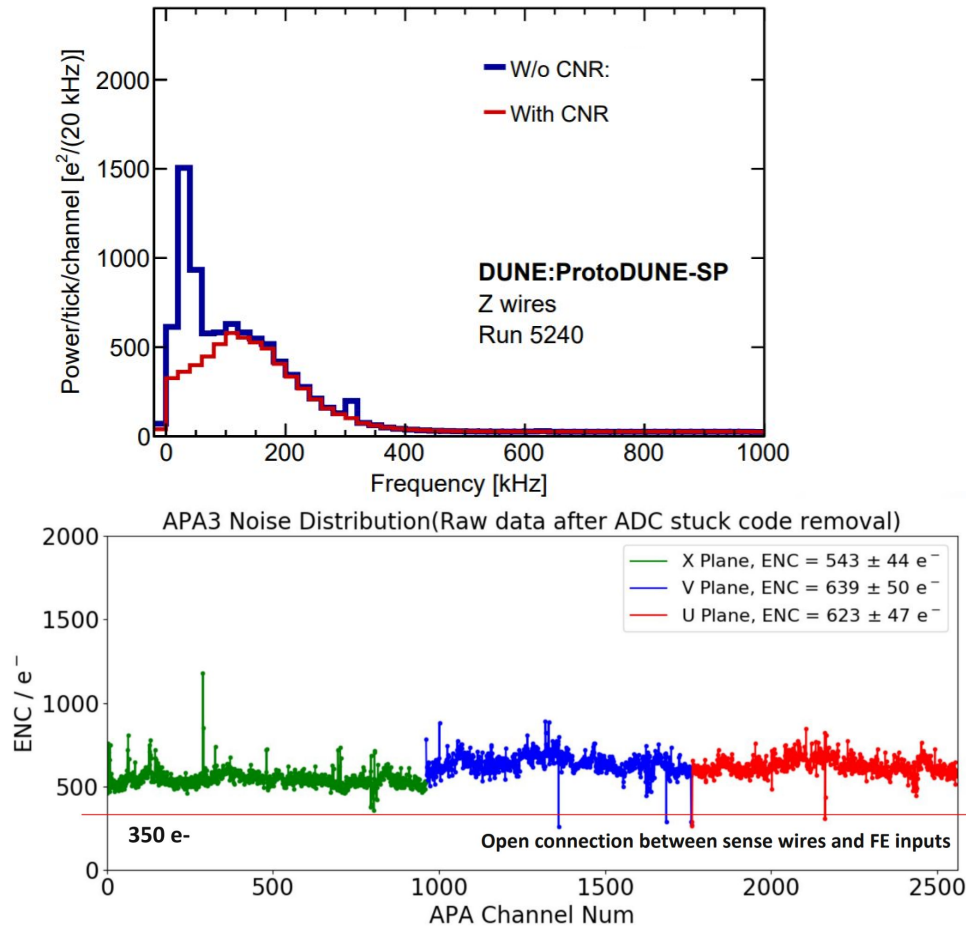 2000
1500
1000
500
0
Power/tick/channel [e²/(20 kHz)]
W/o CNR:
With CNR
DUNE:ProtoDUNE-SP
Z wires
Run 5240
0 200 400 600 800 1000
Frequency [kHz]
APA3 Noise Distribution(Raw data after ADC stuck code removal)
2000
1500
1000
500
0
ENC / e⁻
X Plane, ENC = 543 ± 44 e⁻
V Plane, ENC = 639 ± 50 e⁻
U Plane, ENC = 623 ± 47 e⁻
350 e-
Open connection between sense wires and FE inputs
0 500 1000 1500 2000 2500
APA Channel Num